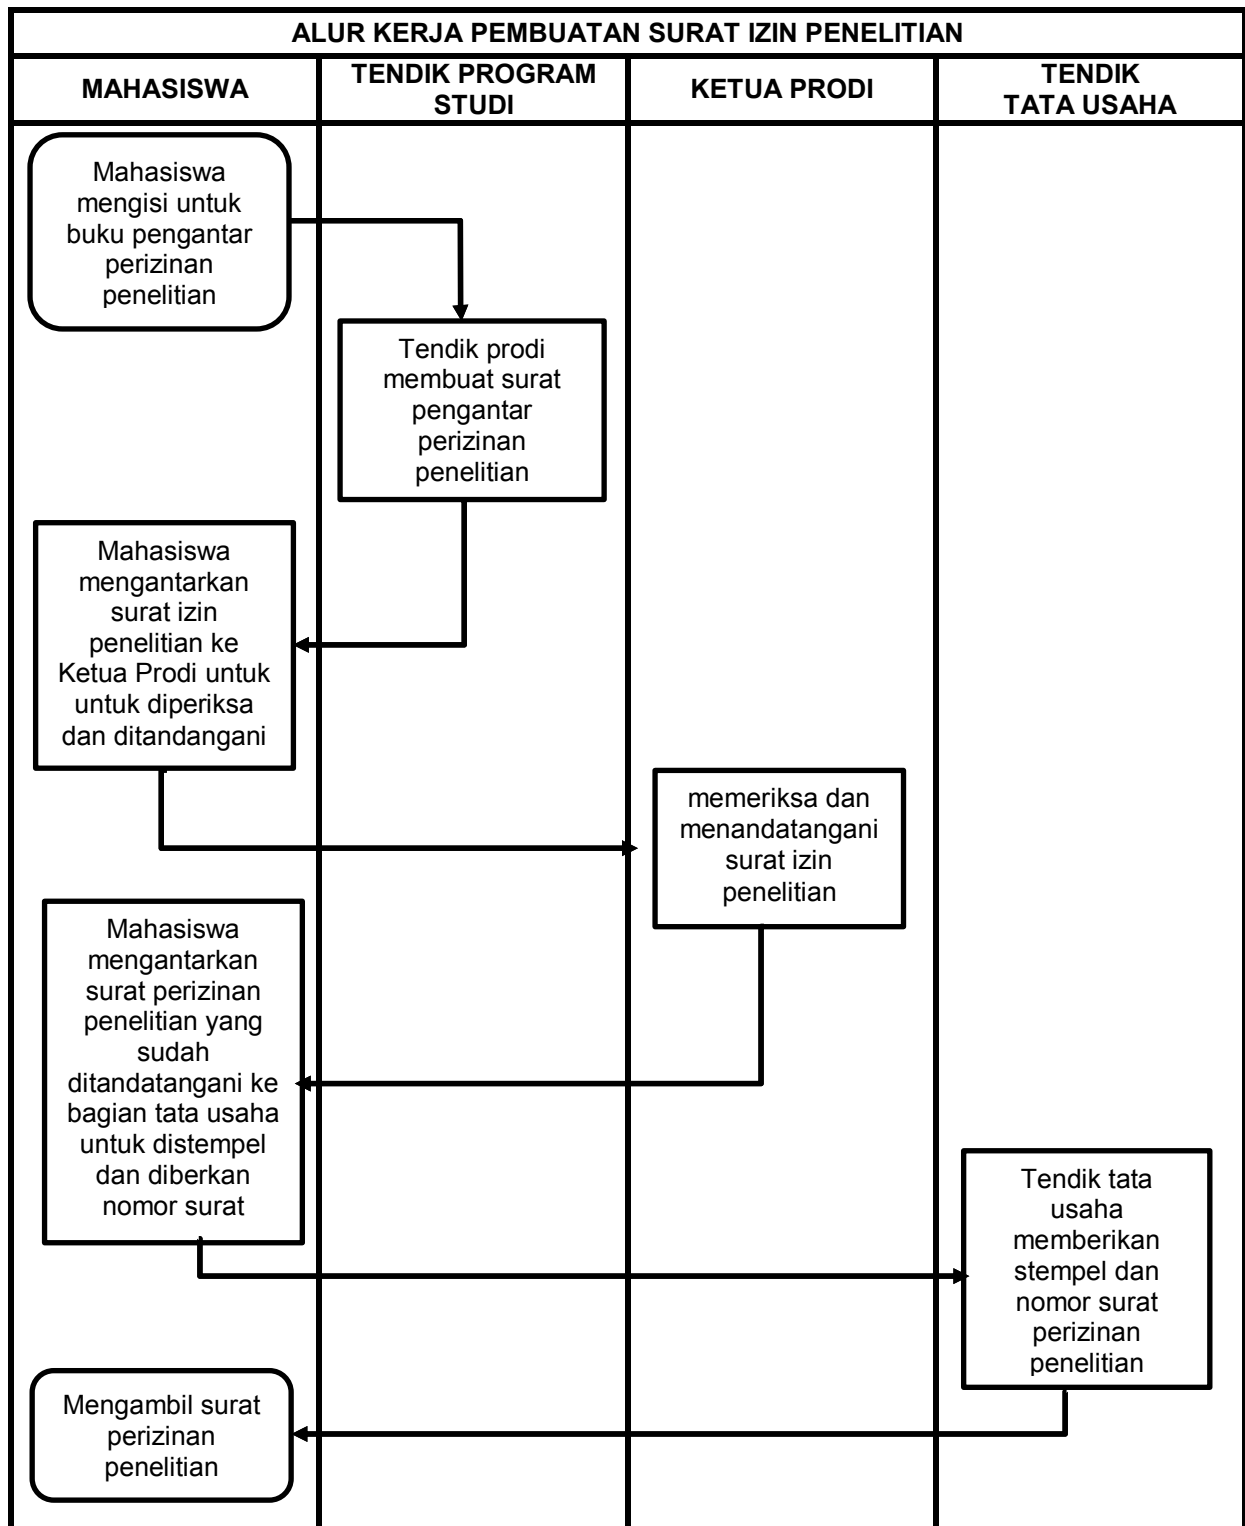 ALUR KERJA PEMBUATAN SURAT IZIN PENELITIAN
MAHASISWA
TENDIK PROGRAM
STUDI
KETUA PRODI
TENDIK
TATA USAHA
Mahasiswa
mengisi untuk
buku pengantar
perizinan
penelitian
Tendik prodi
membuat surat
pengantar
perizinan
penelitian
Mahasiswa
mengantarkan
surat izin
penelitian ke
Ketua Prodi untuk
untuk diperiksa
dan ditandangani
memeriksa dan
menandatangani
surat izin
penelitian
Mahasiswa
mengantarkan
surat perizinan
penelitian yang
sudah
ditandatangani ke
bagian tata usaha
untuk distempel
dan diberkan
nomor surat
Tendik tata
usaha
memberikan
stempel dan
nomor surat
perizinan
penelitian
Mengambil surat
perizinan
penelitian